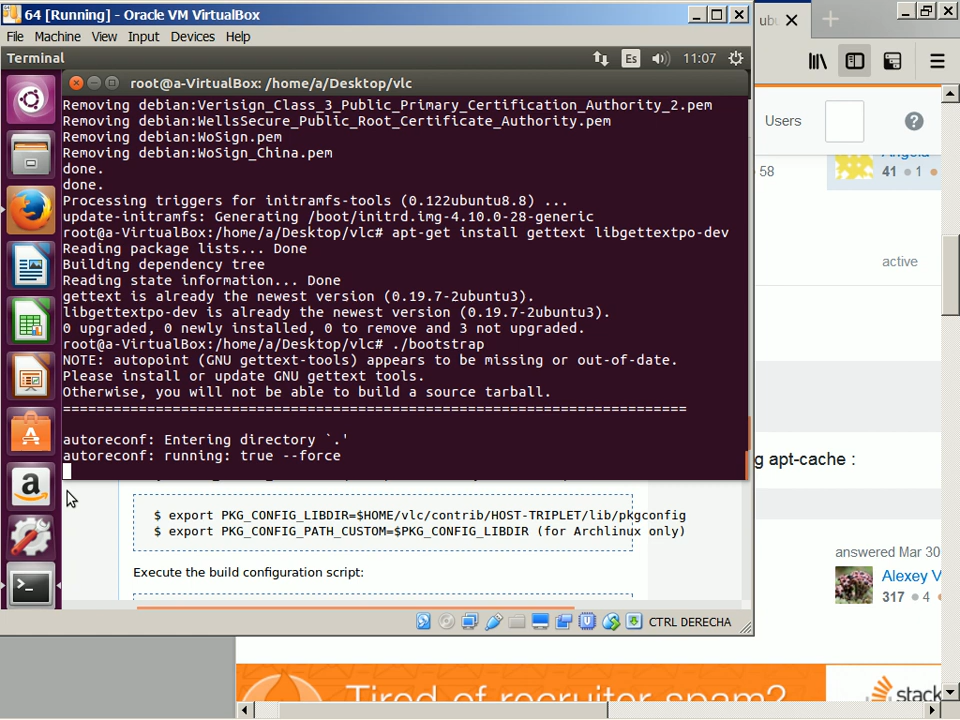 64 [Running] - Oracle VM VirtualBox
File Machine View Input Devices Help
Terminal
Es
11:07
root@a-VirtualBox: /home/a/Desktop/vlc
Removing debian:Verisign_Class_3_Public_Primary_Certification_Authority_2.pem
Removing debian:WellsSecure_Public_Root_Certificate_Authority.pem
Removing debian:WoSign.pem
Removing debian:WoSign_China.pem
done.
done.
Processing triggers for initramfs-tools (0.122ubuntu8.8) ...
update-initramfs: Generating /boot/initrd.img-4.10.0-28-generic
root@a-VirtualBox:/home/a/Desktop/vlc# apt-get install gettext libgettextpo-dev
Reading package lists... Done
Building dependency tree
Reading state information... Done
gettext is already the newest version (0.19.7-2ubuntu3).
libgettextpo-dev is already the newest version (0.19.7-2ubuntu3).
0 upgraded, 0 newly installed, 0 to remove and 3 not upgraded.
root@a-VirtualBox:/home/a/Desktop/vlc# ./bootstrap
NOTE: autopoint (GNU gettext-tools) appears to be missing or out-of-date.
Please install or update GNU gettext tools.
Otherwise, you will not be able to build a source tarball.
==========================================================================
autoreconf: Entering directory `.'
autoreconf: running: true --force
$ export PKG_CONFIG_LIBDIR=$HOME/vlc/contrib/HOST-TRIPLET/lib/pkgconfig
$ export PKG_CONFIG_PATH_CUSTOM=$PKG_CONFIG_LIBDIR (for Archlinux only)
Execute the build configuration script:
CTRL DERECHA
ubu
Users
58
41 1
active
g apt-cache :
answered Mar 30
Alexey V
317 4
Tired of recruiter spam?
stack